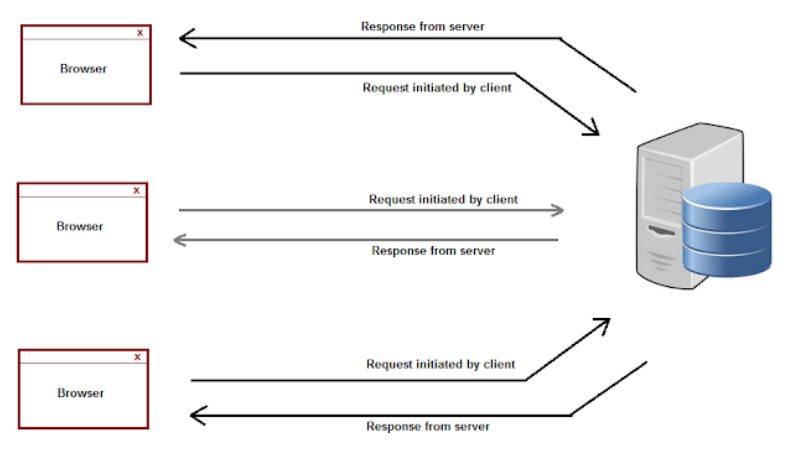 Response from server
x
Browser
Request initiated by client
x
Request initiated by client
Browser
Response from server
x
Request initiated by client
Browser
Response from server